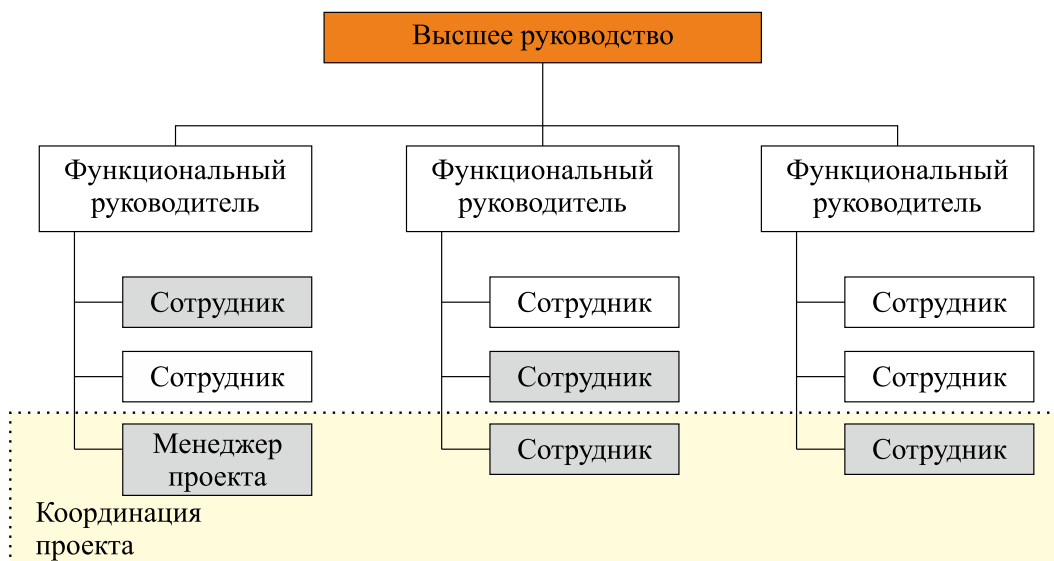 Высшее руководство
Функциональный
руководитель
Функциональный
руководитель
Функциональный
руководитель
Сотрудник
Сотрудник
Сотрудник
Сотрудник
Сотрудник
Сотрудник
Менеджер
проекта
Сотрудник
Сотрудник
Координация
проекта